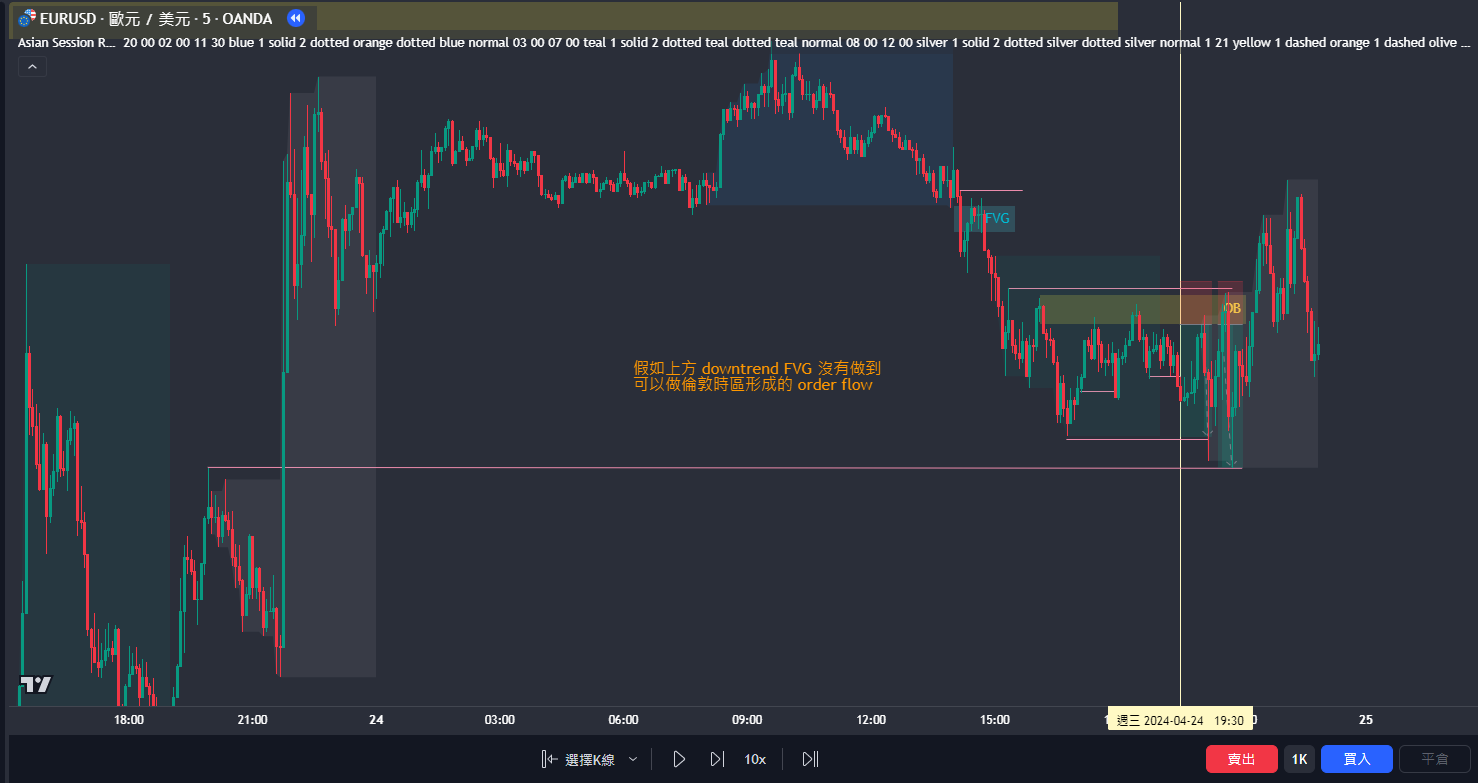 EURUSD · 歐元 / 美元 · 5 · OANDA
Asian Session R... 20 00 02 00 11 30 blue 1 solid 2 dotted orange dotted blue normal 03 00 07 00 teal 1 solid 2 dotted teal dotted teal normal 08 00 12 00 silver 1 solid 2 dotted silver dotted silver normal 1 21 yellow 1 dashed orange 1 dashed olive ...
FVG
OB
假如上方 downtrend FVG 沒有做到
可以做倫敦時區形成的 order flow
18:00 21:00 24 03:00 06:00 09:00 12:00 15:00 週三 2024-04-24 19:30 25
選擇K線 10x 賣出 1K 買入 平倉